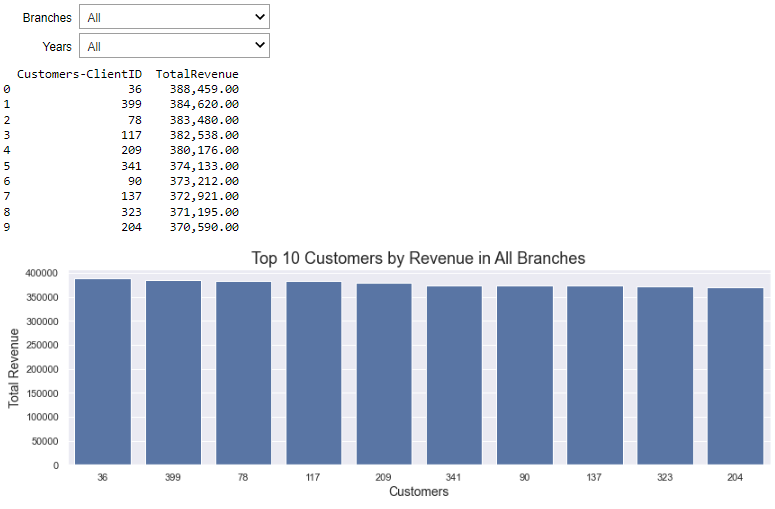 Branches All
Years All
Customers-ClientID TotalRevenue
0 36 388,459.00
1 399 384,620.00
2 78 383,480.00
3 117 382,538.00
4 209 380,176.00
5 341 374,133.00
6 90 373,212.00
7 137 372,921.00
8 323 371,195.00
9 204 370,590.00
Top 10 Customers by Revenue in All Branches
Total Revenue
400000
350000
300000
250000
200000
150000
100000
50000
0
36 399 78 117 209 341 90 137 323 204
Customers